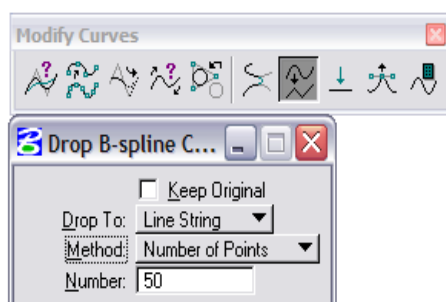 Modify Curves
Drop B-spline C...
Keep Original
Drop To: Line String
Method: Number of Points
Number: 50